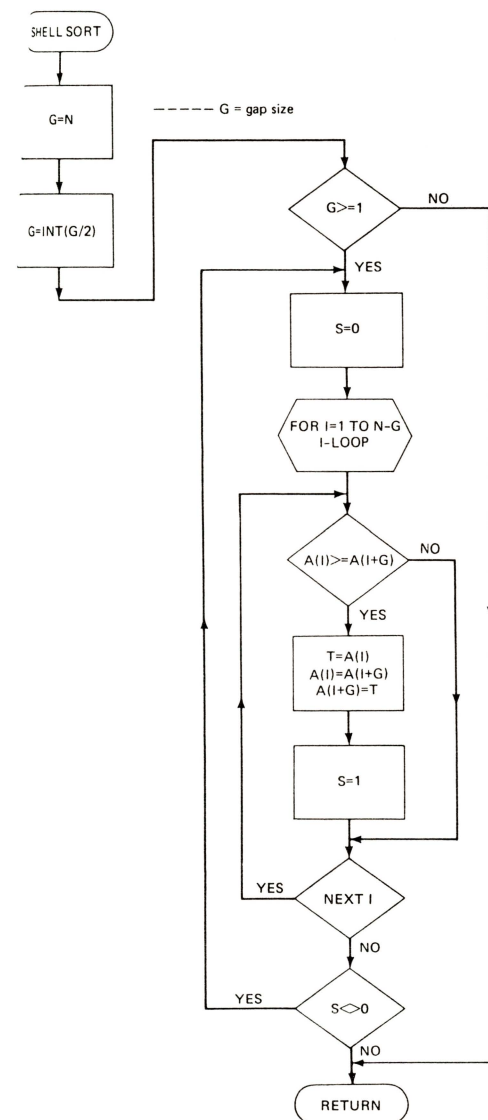 SHELL SORT
G=N
----- G = gap size
G=INT(G/2)
G>=1
NO
YES
S=0
FOR I=1 TO N-G
I-LOOP
A(I)>=A(I+G)
NO
YES
T=A(I)
A(I)=A(I+G)
A(I+G)=T
S=1
NEXT I
YES
NO
S<>0
YES
NO
RETURN